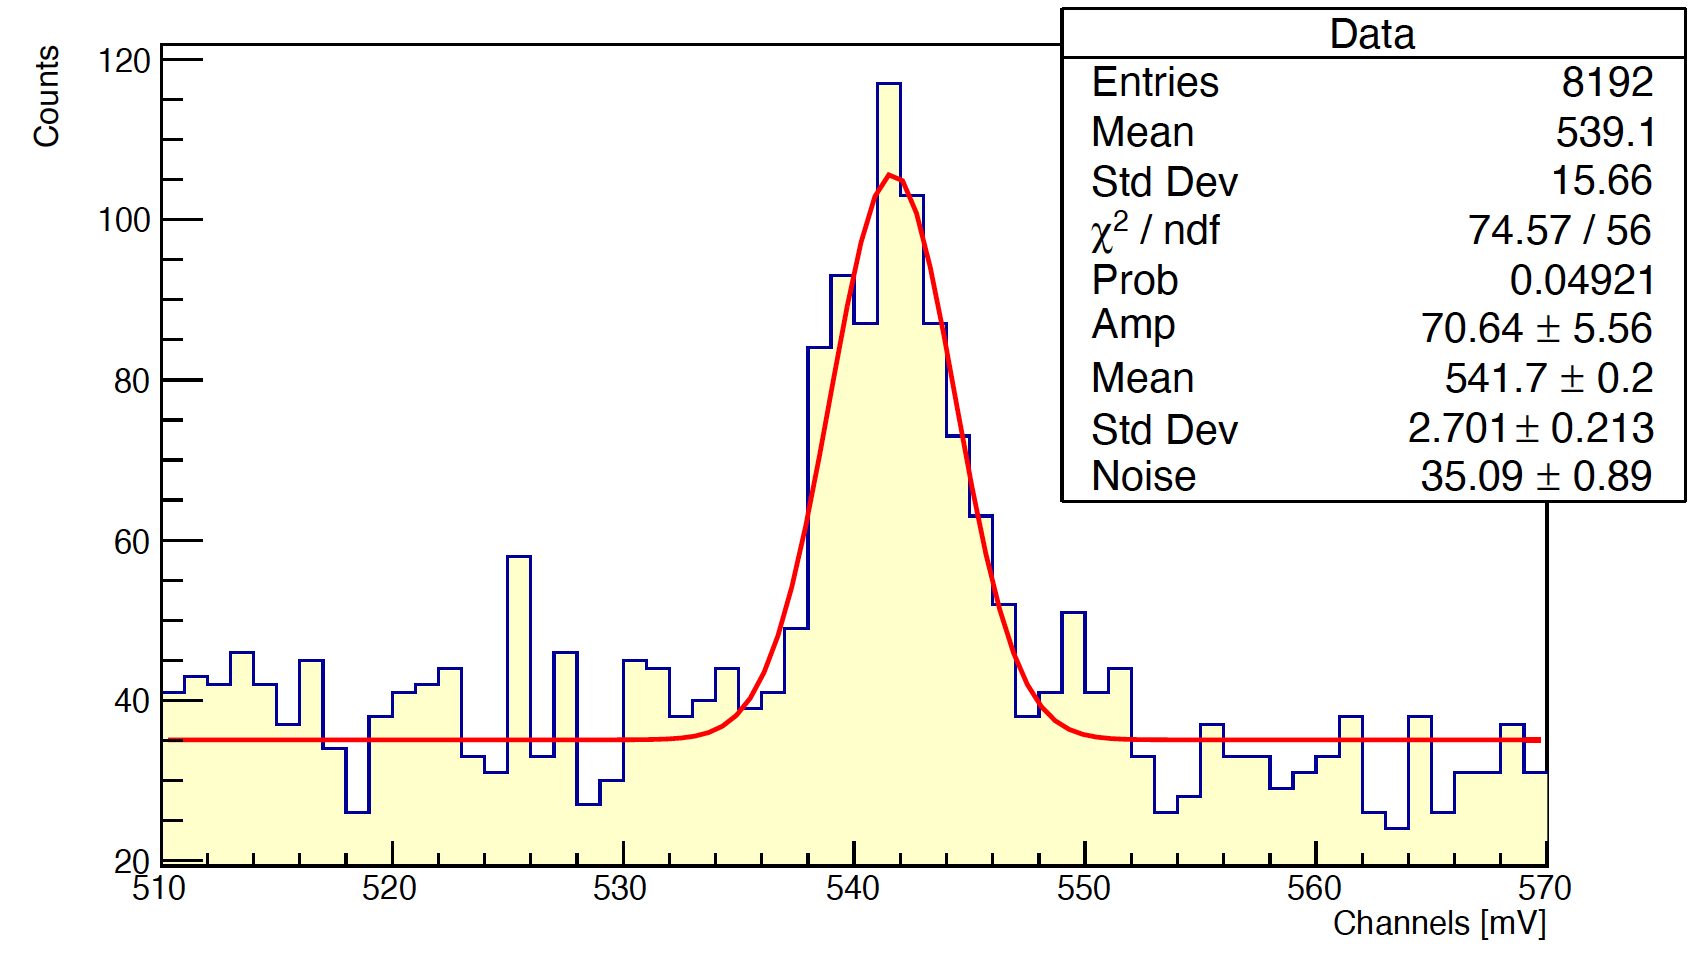 Data
Entries 8192
Mean 539.1
Std Dev 15.66
χ² / ndf 74.57 / 56
Prob 0.04921
Amp 70.64 ± 5.56
Mean 541.7 ± 0.2
Std Dev 2.701± 0.213
Noise 35.09 ± 0.89
Counts
120
100
80
60
40
20
510 520 530 540 550 560 570
Channels [mV]